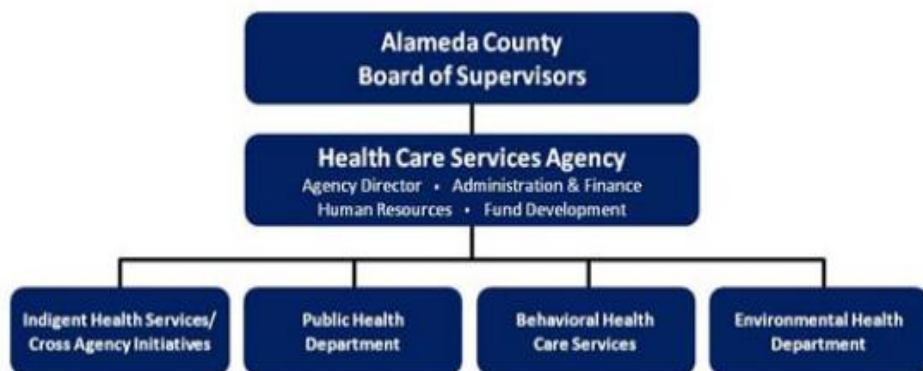 Alameda County
Board of Supervisors
Health Care Services Agency
Agency Director • Administration & Finance
Human Resources • Fund Development
Indigent Health Services/
Cross Agency Initiatives
Public Health
Department
Behavioral Health
Care Services
Environmental Health
Department